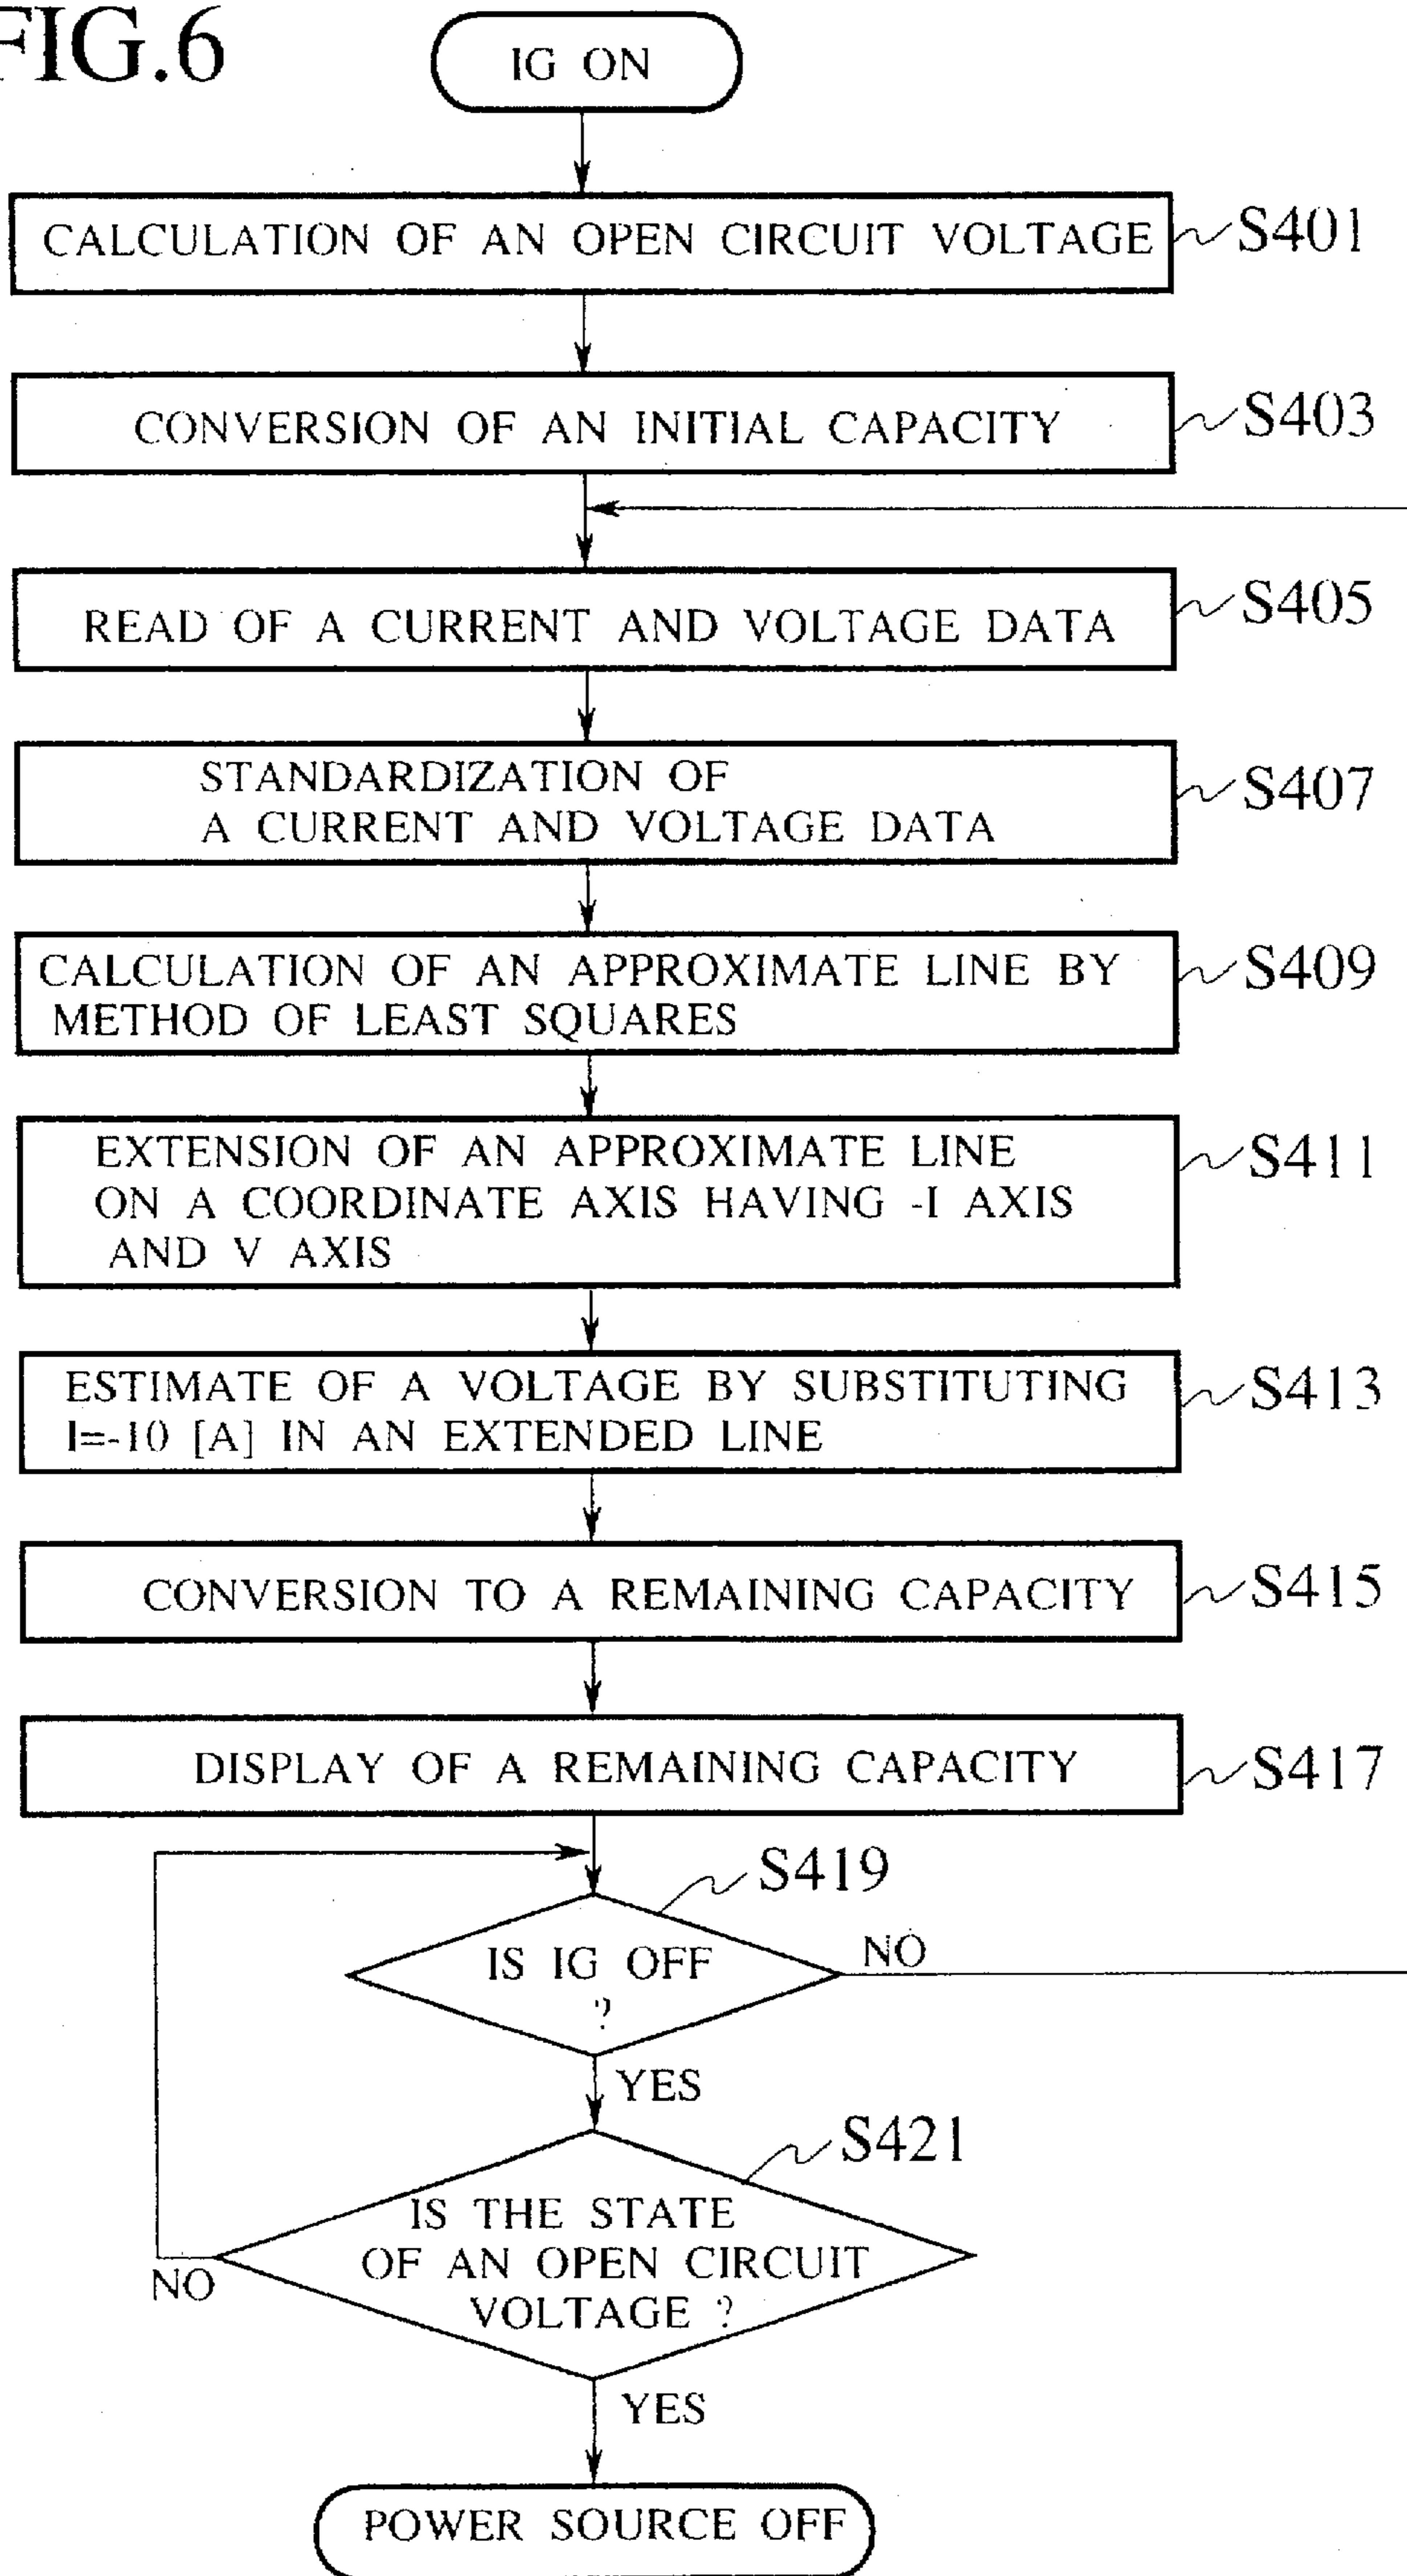 FIG.6
IG ON
CALCULATION OF AN OPEN CIRCUIT VOLTAGE
S401
CONVERSION OF AN INITIAL CAPACITY
S403
READ OF A CURRENT AND VOLTAGE DATA
S405
STANDARDIZATION OF
A CURRENT AND VOLTAGE DATA
S407
CALCULATION OF AN APPROXIMATE LINE BY
METHOD OF LEAST SQUARES
S409
EXTENSION OF AN APPROXIMATE LINE
ON A COORDINATE AXIS HAVING -I AXIS
AND V AXIS
S411
ESTIMATE OF A VOLTAGE BY SUBSTITUTING
I=-10 [A] IN AN EXTENDED LINE
S413
CONVERSION TO A REMAINING CAPACITY
S415
DISPLAY OF A REMAINING CAPACITY
S417
S419
IS IG OFF
?
NO
YES
S421
IS THE STATE
OF AN OPEN CIRCUIT
VOLTAGE ?
NO
YES
POWER SOURCE OFF